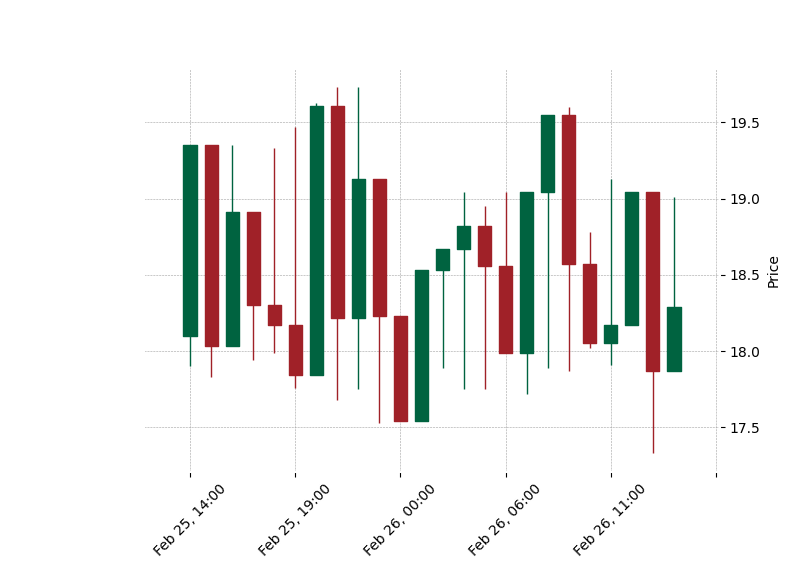 19.5
19.0
18.5
18.0
17.5
Price
Feb 25, 14:00
Feb 25, 19:00
Feb 26, 00:00
Feb 26, 06:00
Feb 26, 11:00